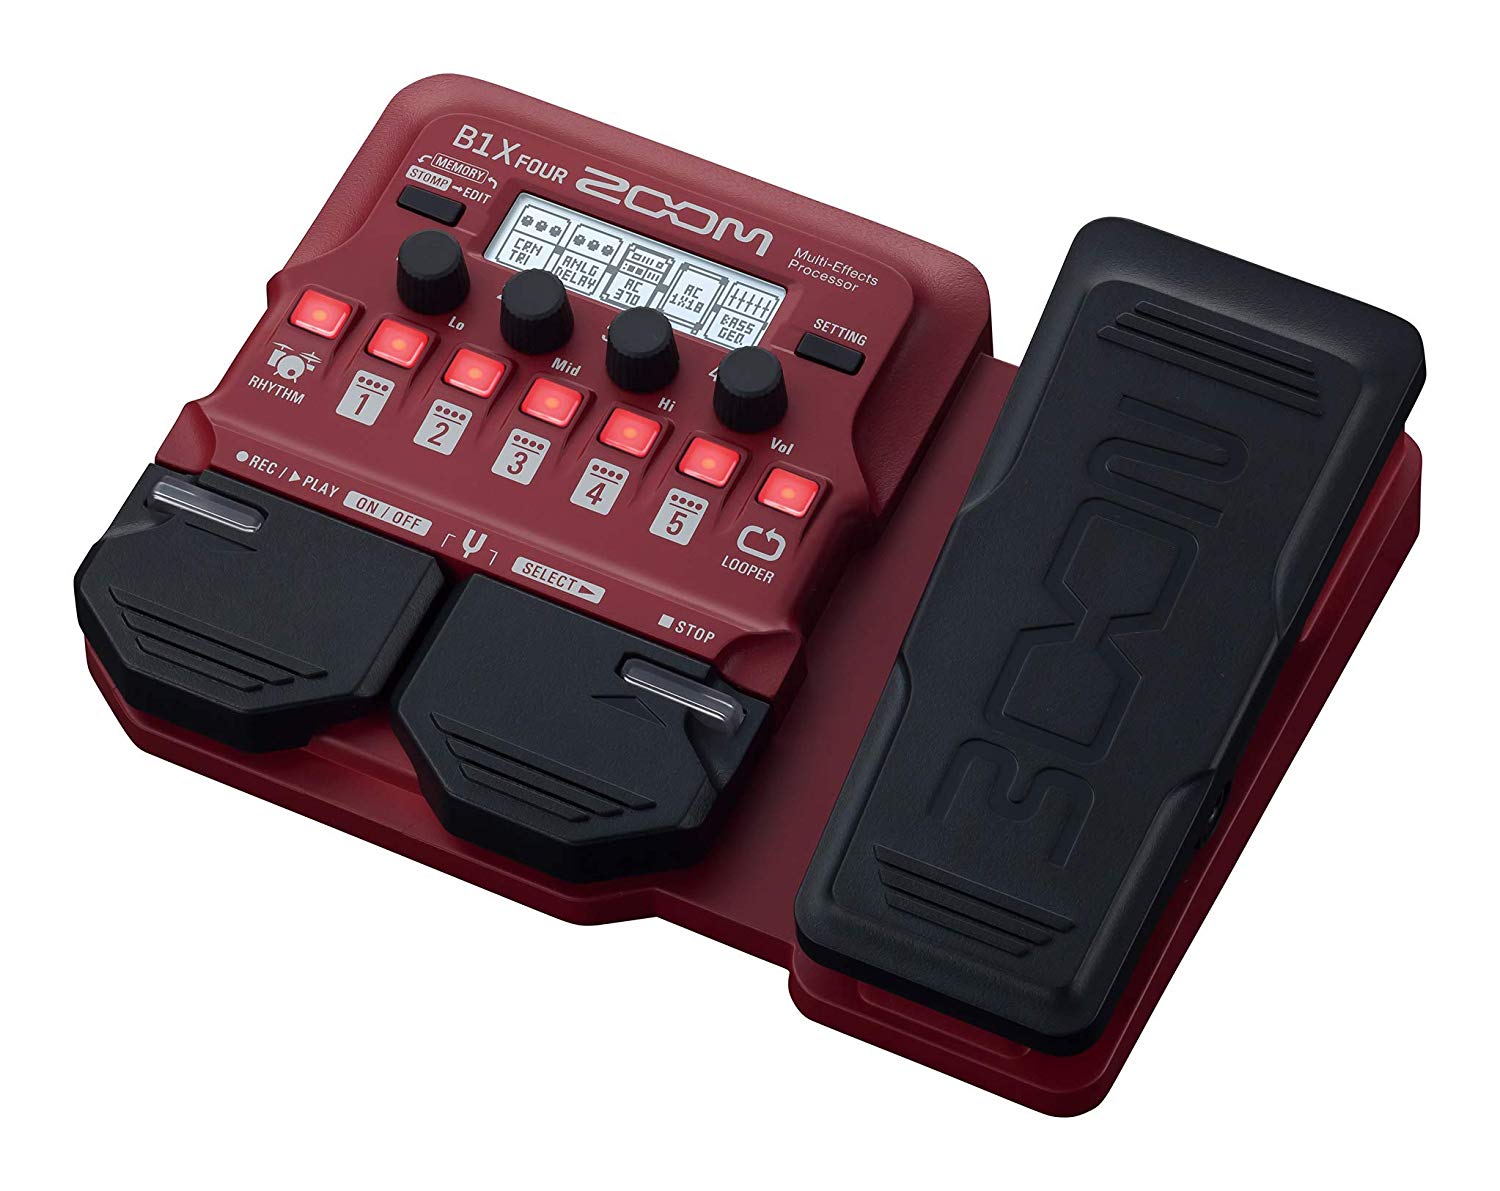 B1X FOUR
ZOOM
Multi-Effects
Processor
MEMORY
STOMP → EDIT
CRN
TRI
ANLG
DELAY
AC
370
AC
1X18
BASS
GEQ.
SETTING
Lo
Mid
Hi
Vol
4
RHYTHM
1
2
3
4
5
LOOPER
● REC / ▶ PLAY
ON / OFF
SELECT ▶
■ STOP
ZOOM